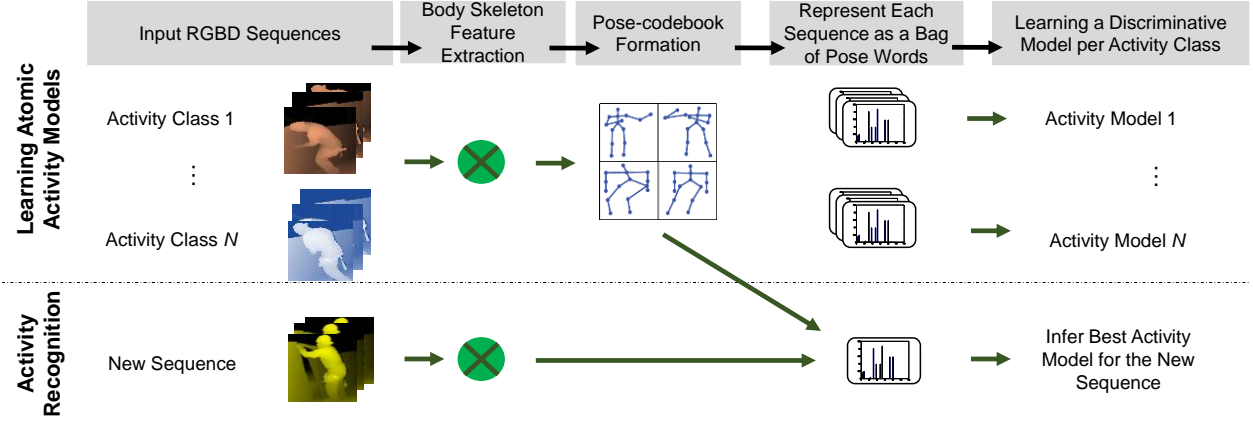 Input RGBD Sequences
Body Skeleton
Feature
Extraction
Pose-codebook
Formation
Represent Each
Sequence as a Bag
of Pose Words
Learning a Discriminative
Model per Activity Class
Learning Atomic
Activity Models
Activity Class 1
⋮
Activity Class N
Activity Model 1
⋮
Activity Model N
Activity
Recognition
New Sequence
Infer Best Activity
Model for the New
Sequence